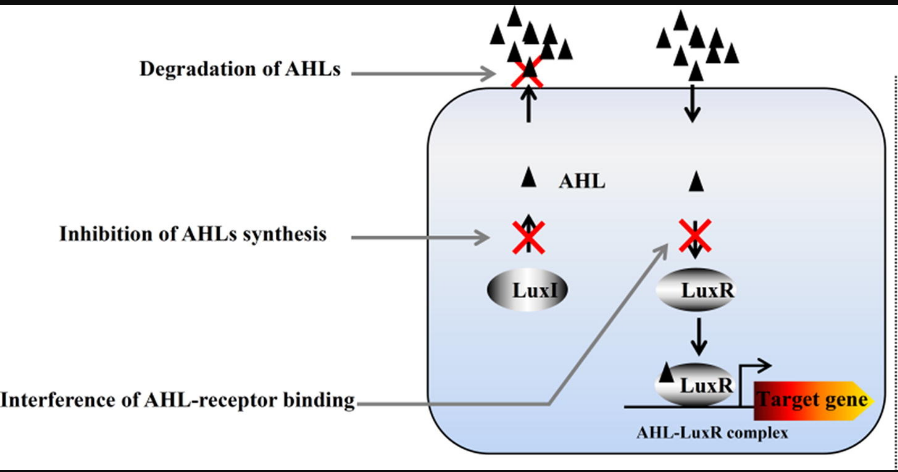 Degradation of AHLs
AHL
Inhibition of AHLs synthesis
LuxI
LuxR
Interference of AHL-receptor binding
LuxR
Target gene
AHL-LuxR complex